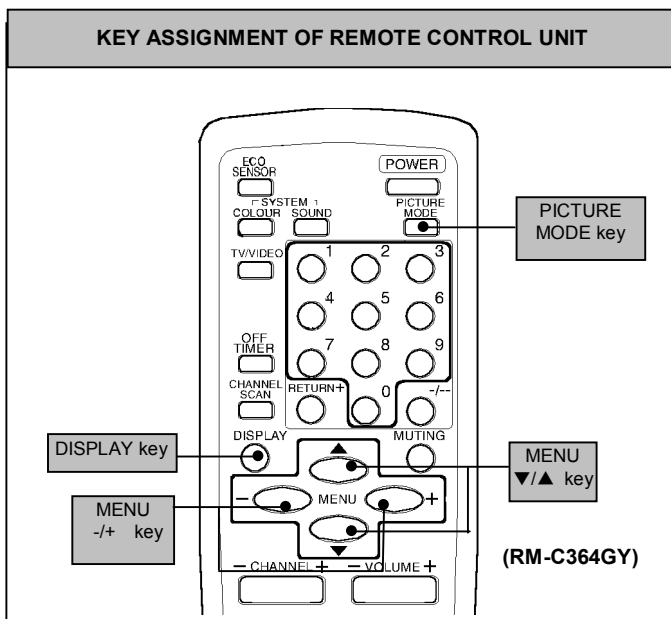 KEY ASSIGNMENT OF REMOTE CONTROL UNIT
ECO
SENSOR
POWER
SYSTEM
COLOUR SOUND
PICTURE
MODE
PICTURE
MODE key
TV/VIDEO
1 2 3
4 5 6
OFF
TIMER
7 8 9
CHANNEL
SCAN
RETURN+
0
-/--
DISPLAY
MUTING
DISPLAY key
▲
MENU
▼/▲ key
- MENU +
MENU
-/+ key
▼
(RM-C364GY)
- CHANNEL +
- VOLUME +